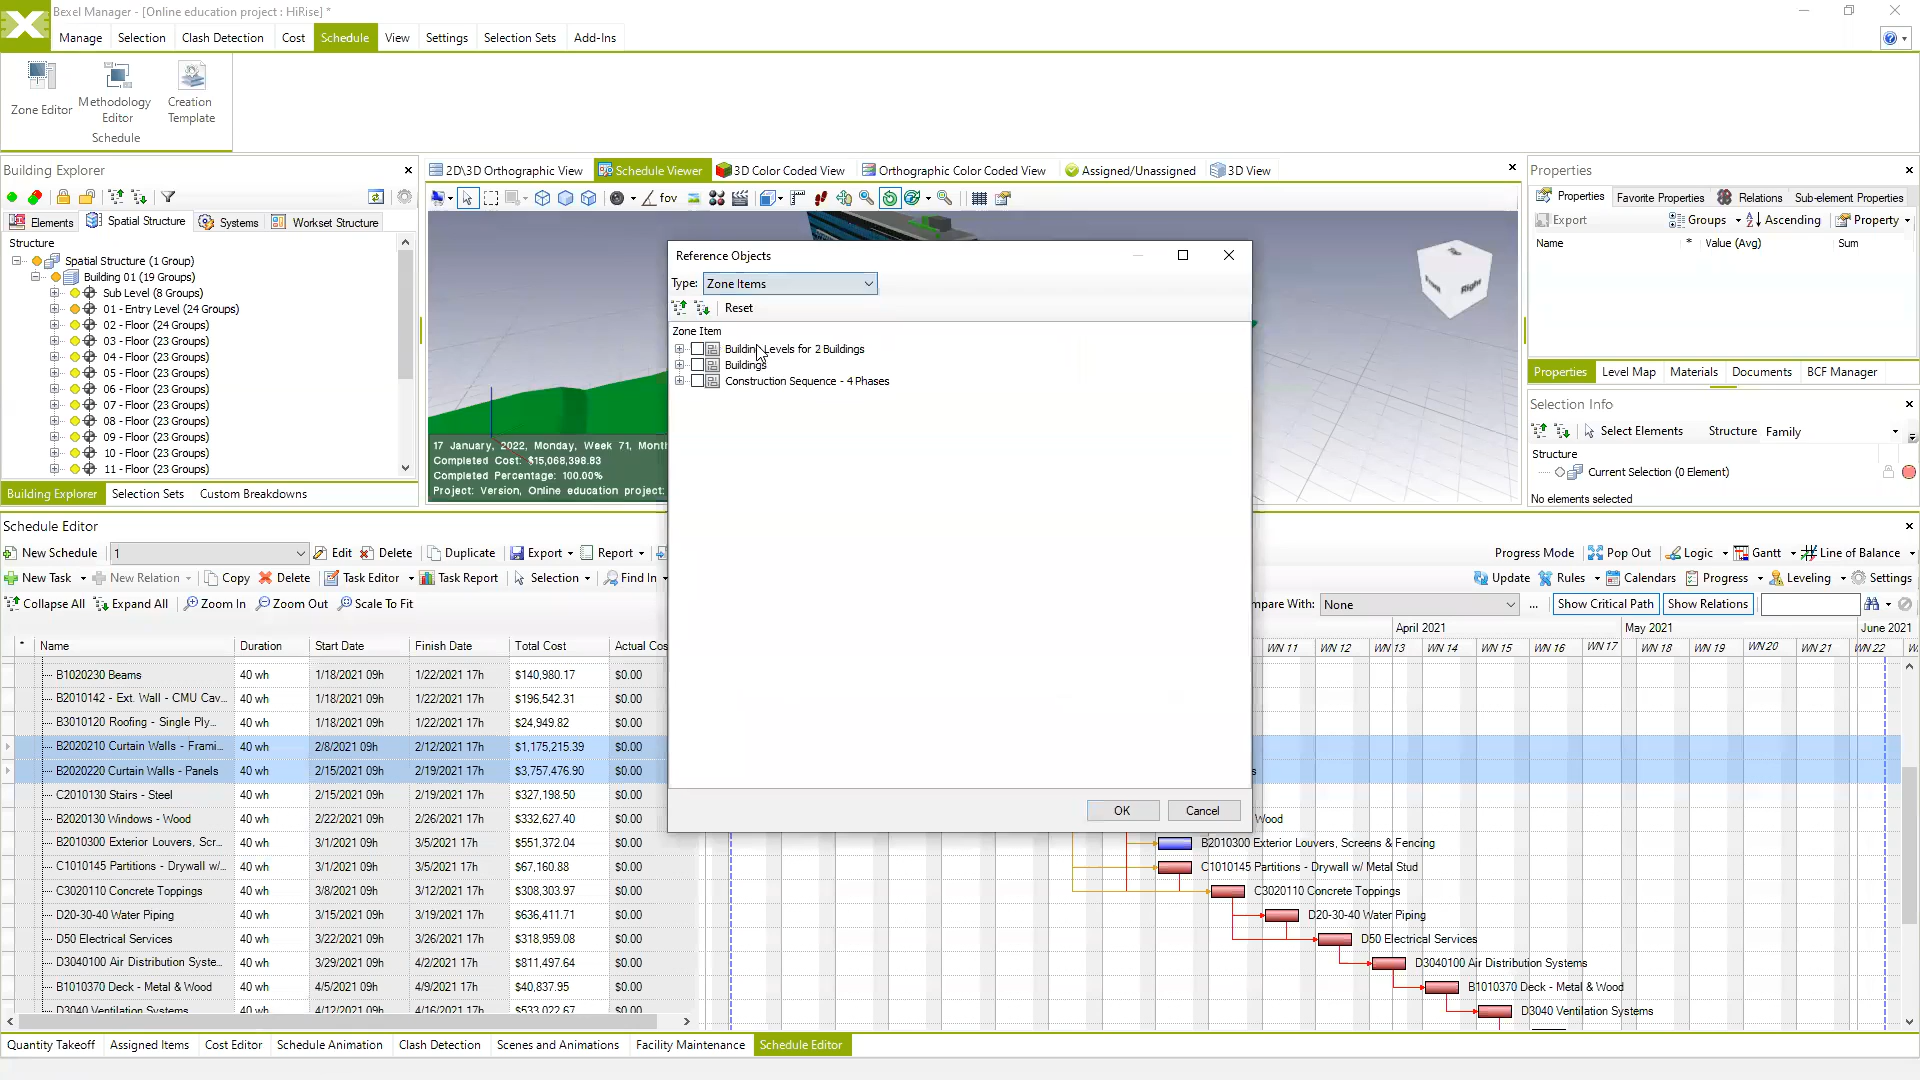 Bexel Manager - [Online education project : HiRise] *
Manage Selection Clash Detection Cost Schedule View Settings Selection Sets Add-Ins
Zone Editor Methodology Editor Creation Template
Schedule
Building Explorer
Elements Spatial Structure Systems Workset Structure
Structure
Spatial Structure (1 Group)
Building 01 (19 Groups)
Sub Level (8 Groups)
01 - Entry Level (24 Groups)
02 - Floor (24 Groups)
03 - Floor (23 Groups)
04 - Floor (23 Groups)
05 - Floor (23 Groups)
06 - Floor (23 Groups)
07 - Floor (23 Groups)
08 - Floor (23 Groups)
09 - Floor (23 Groups)
10 - Floor (23 Groups)
11 - Floor (23 Groups)
Building Explorer Selection Sets Custom Breakdowns
2D\3D Orthographic View Schedule Viewer 3D Color Coded View Orthographic Color Coded View Assigned/Unassigned 3D View
fov
Front Right
17 January, 2022, Monday, Week 71, Month
Completed Cost: $15,068,398.83
Completed Percentage: 100.00%
Project: Version, Online education project:
Reference Objects
Type: Zone Items
Reset
Zone Item
Building Levels for 2 Buildings
Buildings
Construction Sequence - 4 Phases
OK Cancel
Properties
Properties Favorite Properties Relations Sub-element Properties
Export Groups Ascending Property
Name * Value (Avg) Sum
Properties Level Map Materials Documents BCF Manager
Selection Info
Select Elements Structure Family
Structure
Current Selection (0 Element)
No elements selected
Schedule Editor
New Schedule 1 Edit Delete Duplicate Export Report Progress Mode Pop Out Logic Gantt Line of Balance
New Task New Relation Copy Delete Task Editor Task Report Selection Find In Update Rules Calendars Progress Leveling Settings
Collapse All Expand All Zoom In Zoom Out Scale To Fit mpare With: None ... Show Critical Path Show Relations
April 2021 May 2021 June 2021
* Name Duration Start Date Finish Date Total Cost Actual Cos WN 11 WN 12 WN 13 WN 14 WN 15 WN 16 WN 17 WN 18 WN 19 WN 20 WN 21 WN 22 W
B1020230 Beams 40 wh 1/18/2021 09h 1/22/2021 17h $140,980.17 $0.00
B2010142 - Ext. Wall - CMU Cav... 40 wh 1/18/2021 09h 1/22/2021 17h $196,542.31 $0.00
B3010120 Roofing - Single Ply... 40 wh 1/18/2021 09h 1/22/2021 17h $24,949.82 $0.00
B2020210 Curtain Walls - Frami... 40 wh 2/8/2021 09h 2/12/2021 17h $1,175,215.39 $0.00
B2020220 Curtain Walls - Panels 40 wh 2/15/2021 09h 2/19/2021 17h $3,757,476.90 $0.00 s
C2010130 Stairs - Steel 40 wh 2/15/2021 09h 2/19/2021 17h $327,198.50 $0.00
B2020130 Windows - Wood 40 wh 2/22/2021 09h 2/26/2021 17h $332,627.40 $0.00 Wood
B2010300 Exterior Louvers, Scr... 40 wh 3/1/2021 09h 3/5/2021 17h $551,372.04 $0.00 B2010300 Exterior Louvers, Screens & Fencing
C1010145 Partitions - Drywall w/... 40 wh 3/1/2021 09h 3/5/2021 17h $67,160.88 $0.00 C1010145 Partitions - Drywall w/ Metal Stud
C3020110 Concrete Toppings 40 wh 3/8/2021 09h 3/12/2021 17h $308,303.97 $0.00 C3020110 Concrete Toppings
D20-30-40 Water Piping 40 wh 3/15/2021 09h 3/19/2021 17h $636,411.71 $0.00 D20-30-40 Water Piping
D50 Electrical Services 40 wh 3/22/2021 09h 3/26/2021 17h $318,959.08 $0.00 D50 Electrical Services
D3040100 Air Distribution Syste... 40 wh 3/29/2021 09h 4/2/2021 17h $811,497.64 $0.00 D3040100 Air Distribution Systems
B1010370 Deck - Metal & Wood 40 wh 4/5/2021 09h 4/9/2021 17h $40,837.95 $0.00 B1010370 Deck - Metal & Wood
D3040 Ventilation Systems 40 wh 4/12/2021 09h 4/16/2021 17h $533,022.67 $0.00 D3040 Ventilation Systems
Quantity Takeoff Assigned Items Cost Editor Schedule Animation Clash Detection Scenes and Animations Facility Maintenance Schedule Editor